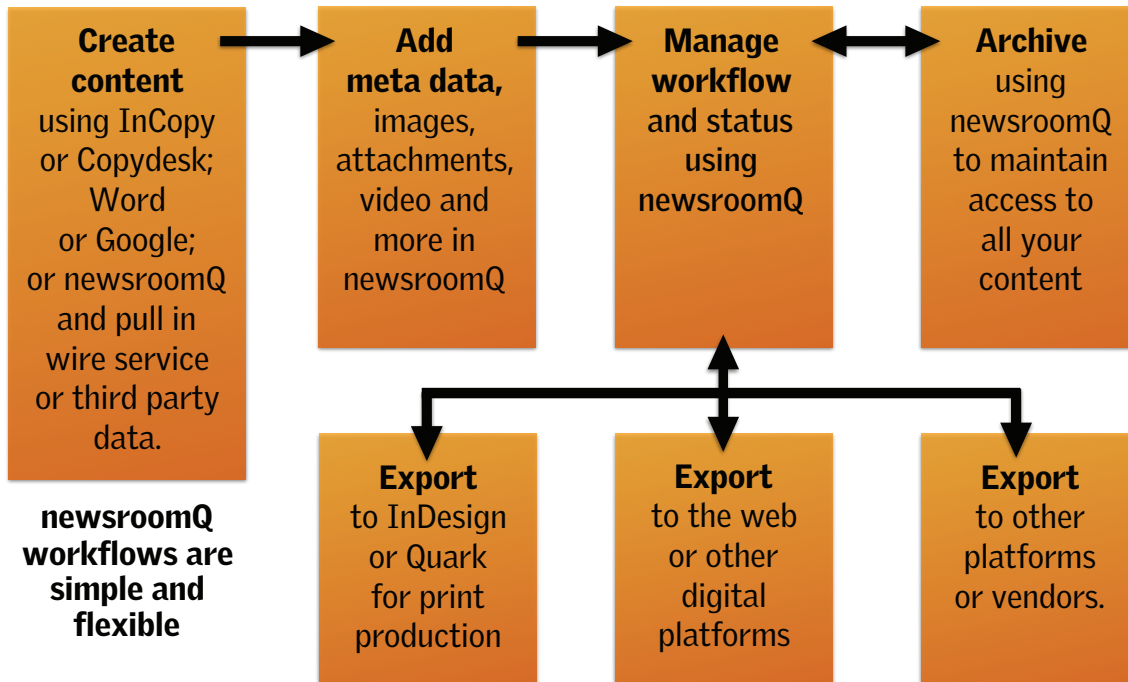 Create
content
using InCopy
or Copydesk;
Word
or Google;
or newsroomQ
and pull in
wire service
or third party
data.
Add
meta data,
images,
attachments,
video and
more in
newsroomQ
Manage
workflow
and status
using
newsroomQ
Archive
using
newsroomQ
to maintain
access to
all your
content
newsroomQ
workflows are
simple and
flexible
Export
to InDesign
or Quark
for print
production
Export
to the web
or other
digital
platforms
Export
to other
platforms
or vendors.